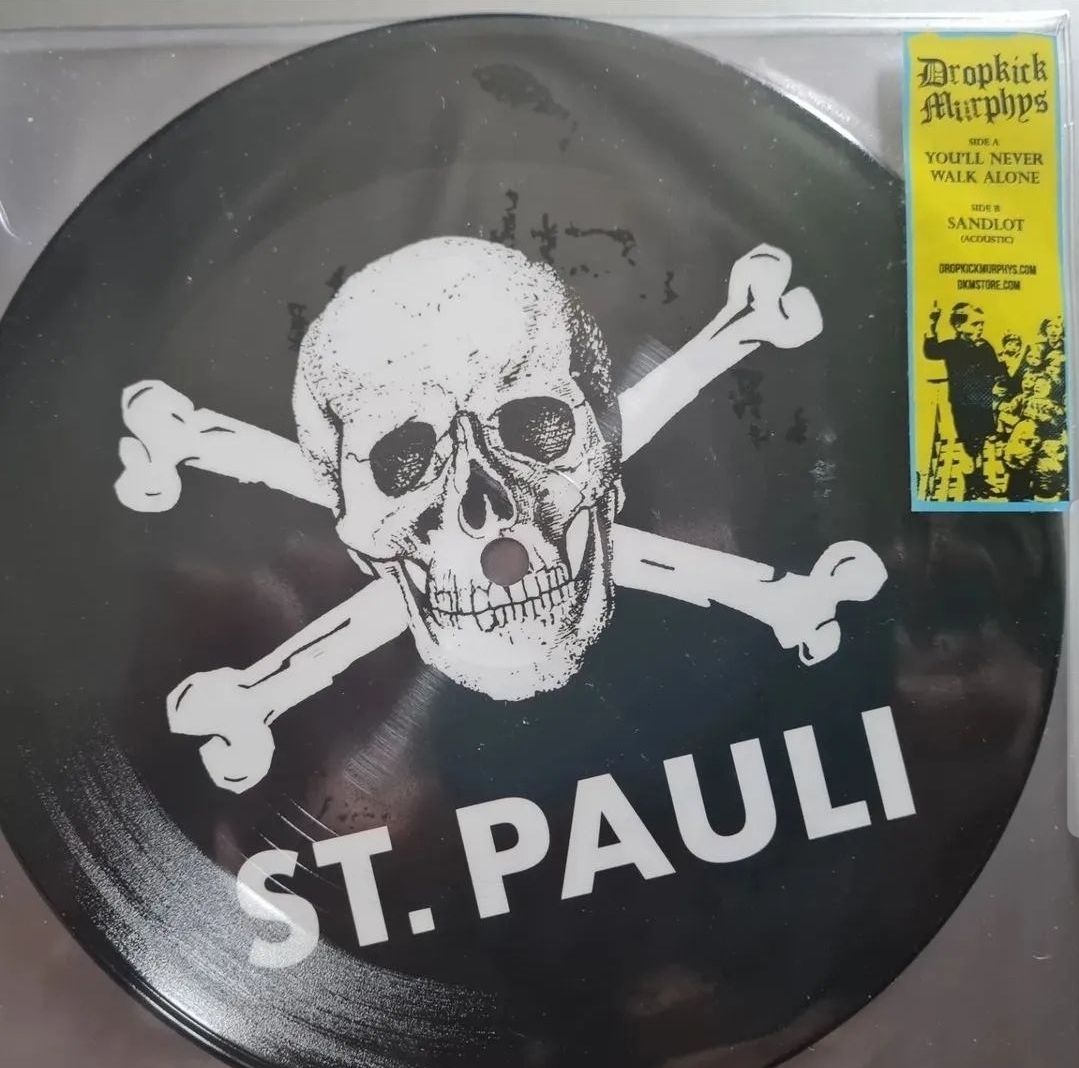 Dropkick
Murphys
SIDE A
YOU'LL NEVER
WALK ALONE
SIDE B
SANDLOT
(ACOUSTIC)
DROPKICKMURPHYS.COM
DKMSTORE.COM
ST. PAULI